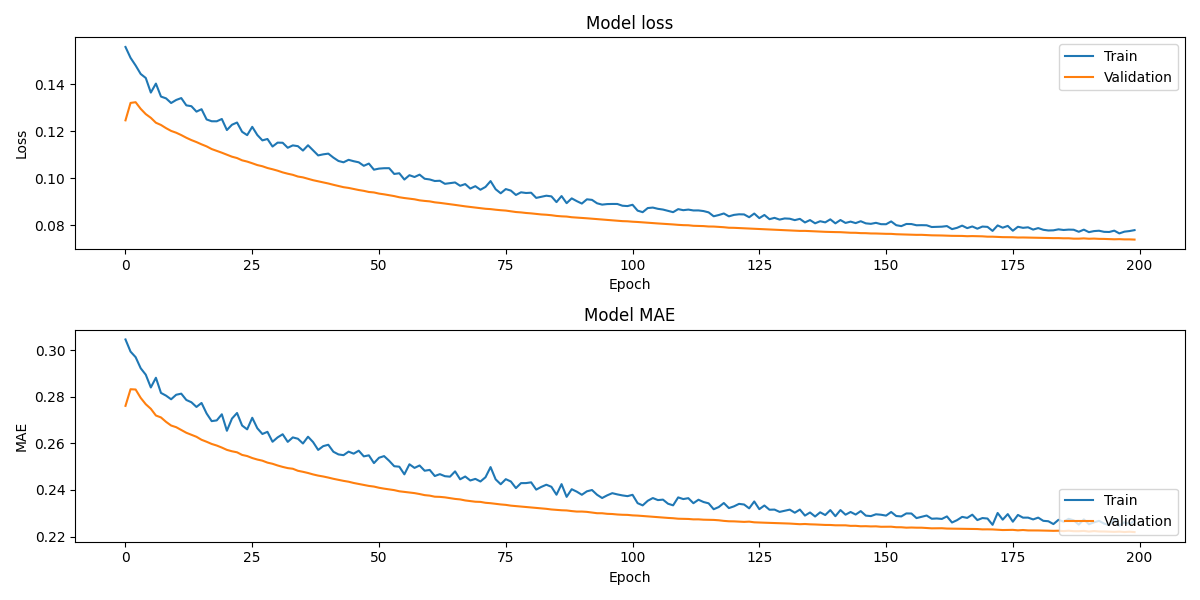 Model loss
0.14
0.12
0.10
0.08
Loss
Train
Validation
0 25 50 75 100 125 150 175 200
Epoch
Model MAE
0.30
0.28
0.26
0.24
0.22
MAE
Train
Validation
0 25 50 75 100 125 150 175 200
Epoch